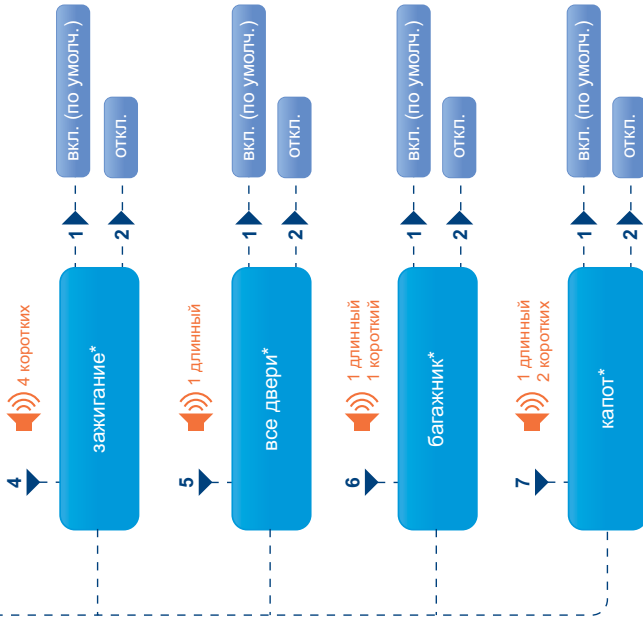 4
4 коротких
зажигание*
1
вкл. (по умолч.)
2
откл.
5
1 длинный
все двери*
1
вкл. (по умолч.)
2
откл.
6
1 длинный
1 короткий
багажник*
1
вкл. (по умолч.)
2
откл.
7
1 длинный
2 коротких
капот*
1
вкл. (по умолч.)
2
откл.